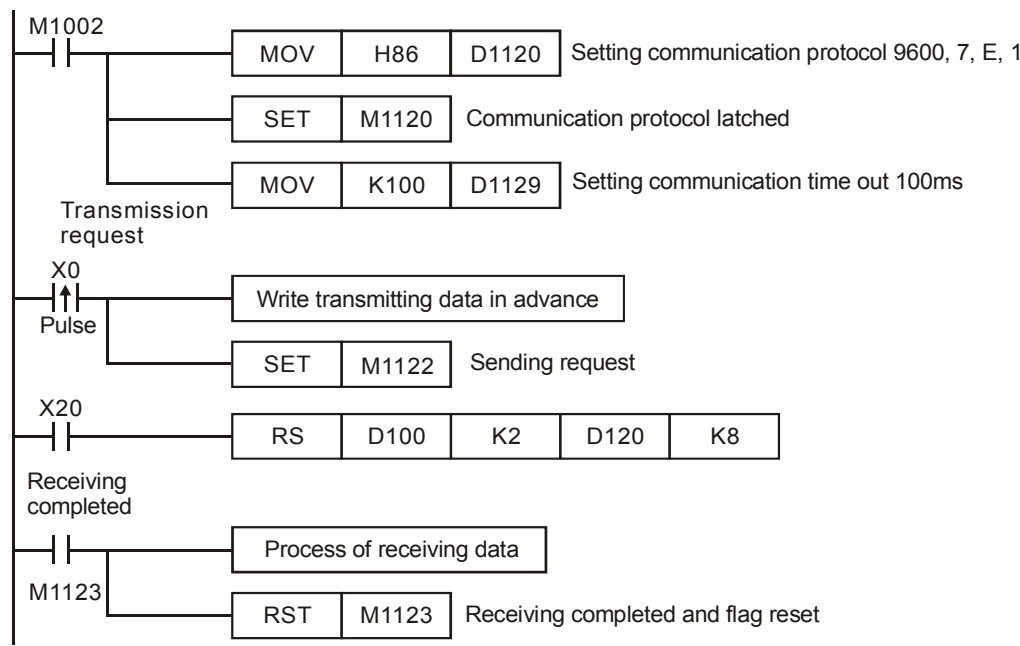 M1002
MOV H86 D1120 Setting communication protocol 9600, 7, E, 1
SET M1120 Communication protocol latched
MOV K100 D1129 Setting communication time out 100ms
Transmission
request
X0
Write transmitting data in advance
Pulse
SET M1122 Sending request
X20
RS D100 K2 D120 K8
Receiving
completed
Process of receiving data
M1123
RST M1123 Receiving completed and flag reset